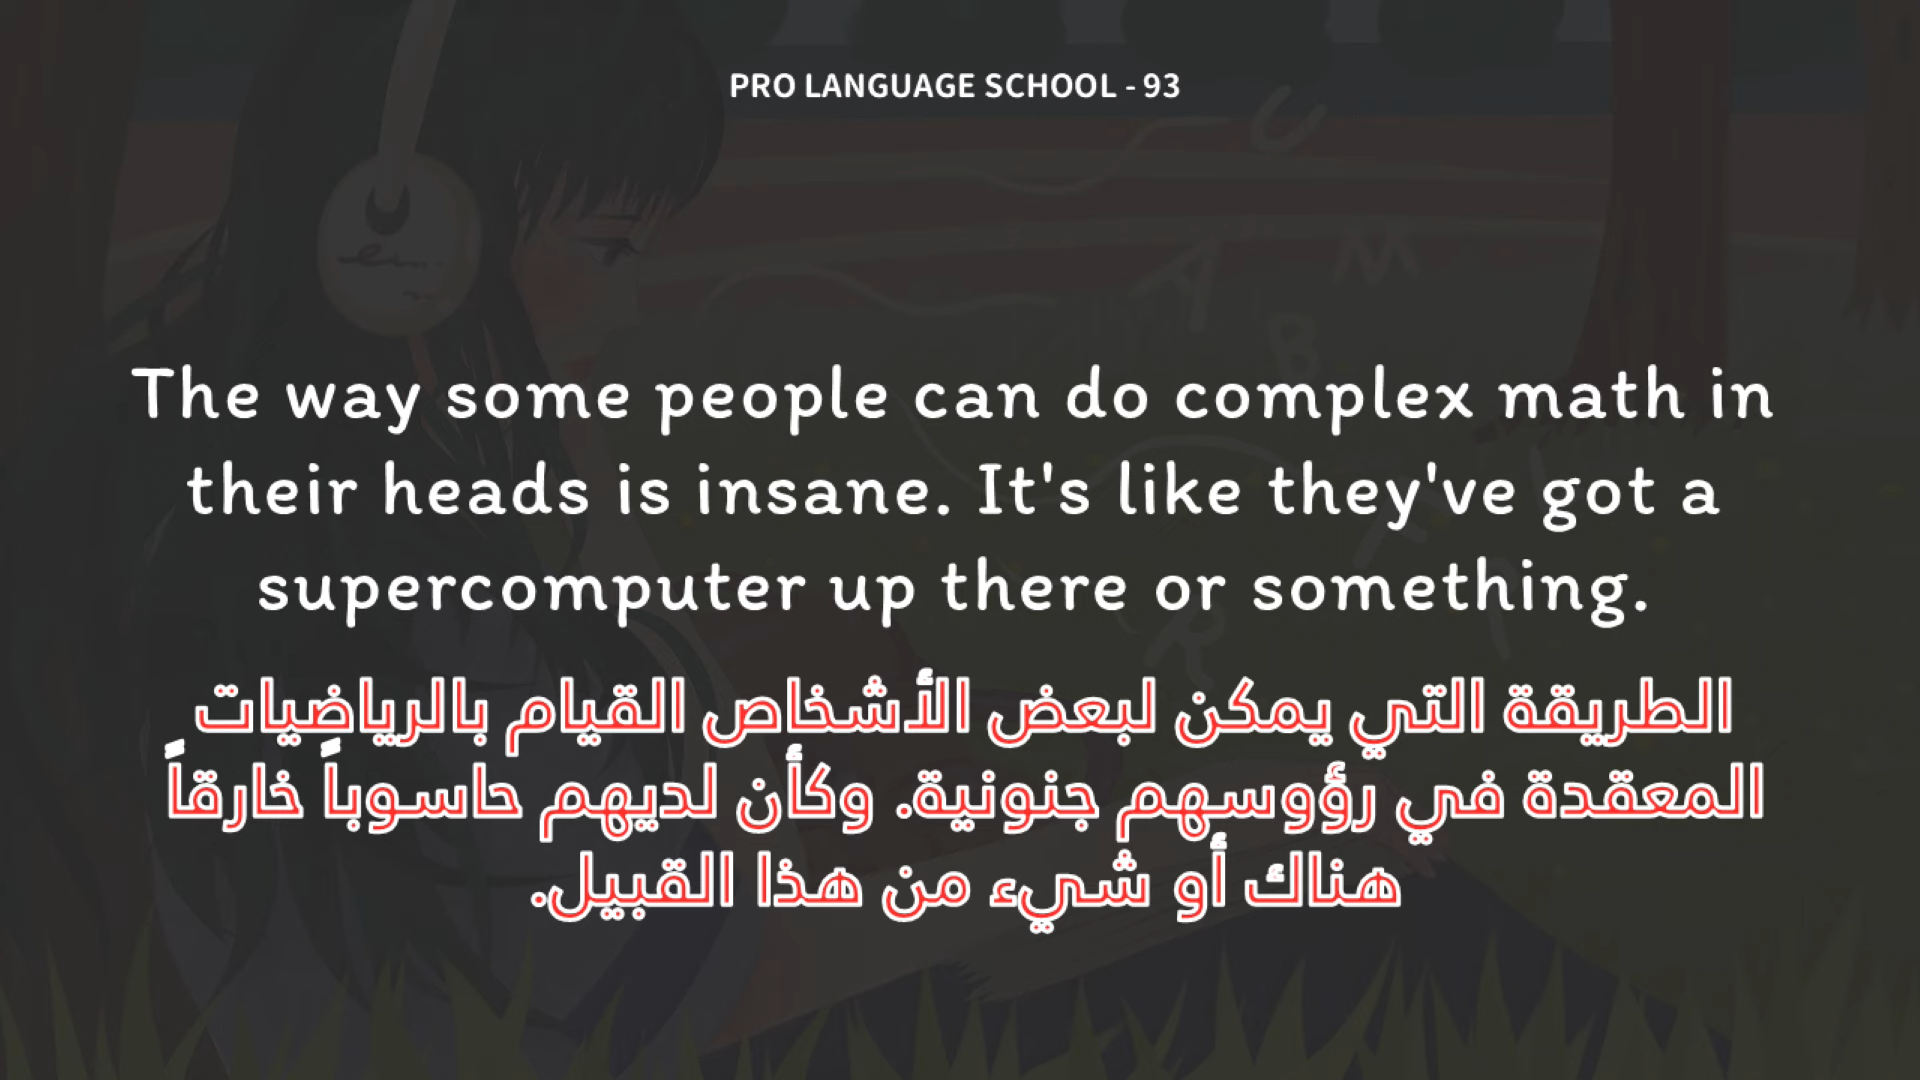 PRO LANGUAGE SCHOOL - 93
The way some people can do complex math in
their heads is insane. It's like they've got a
supercomputer up there or something.
الطريقة التي يمكن لبعض الأشخاص القيام بالرياضيات
المعقدة في رؤوسهم جنونية. وكأن لديهم حاسوباً خارقاً
هناك أو شيء من هذا القبيل.
U
A M
B
R